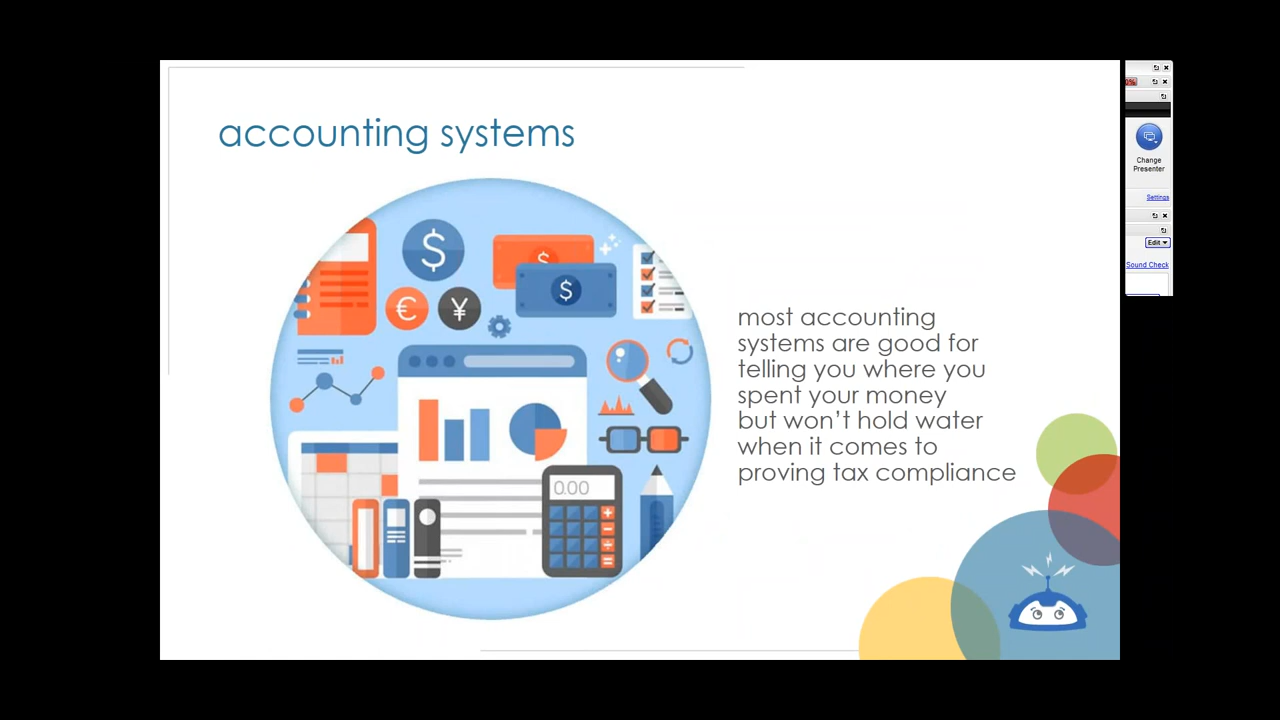 accounting systems
$
$
$
€
¥
0.00
most accounting
systems are good for
telling you where you
spent your money
but won't hold water
when it comes to
proving tax compliance
Change
Presenter
Settings
Edit
Sound Check